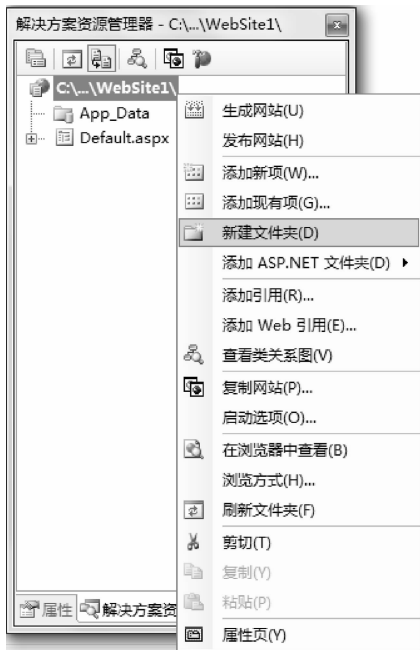 解决方案资源管理器 - C:\...\WebSite1\
C:\...\WebSite1\
App_Data
Default.aspx
生成网站(U)
发布网站(H)
添加新项(W)...
添加现有项(G)...
新建文件夹(D)
添加 ASP.NET 文件夹(D)
添加引用(R)...
添加 Web 引用(E)...
查看类关系图(V)
复制网站(P)...
启动选项(O)...
在浏览器中查看(B)
浏览方式(H)...
刷新文件夹(F)
剪切(T)
复制(Y)
粘贴(P)
属性页(Y)
属性 解决方案资